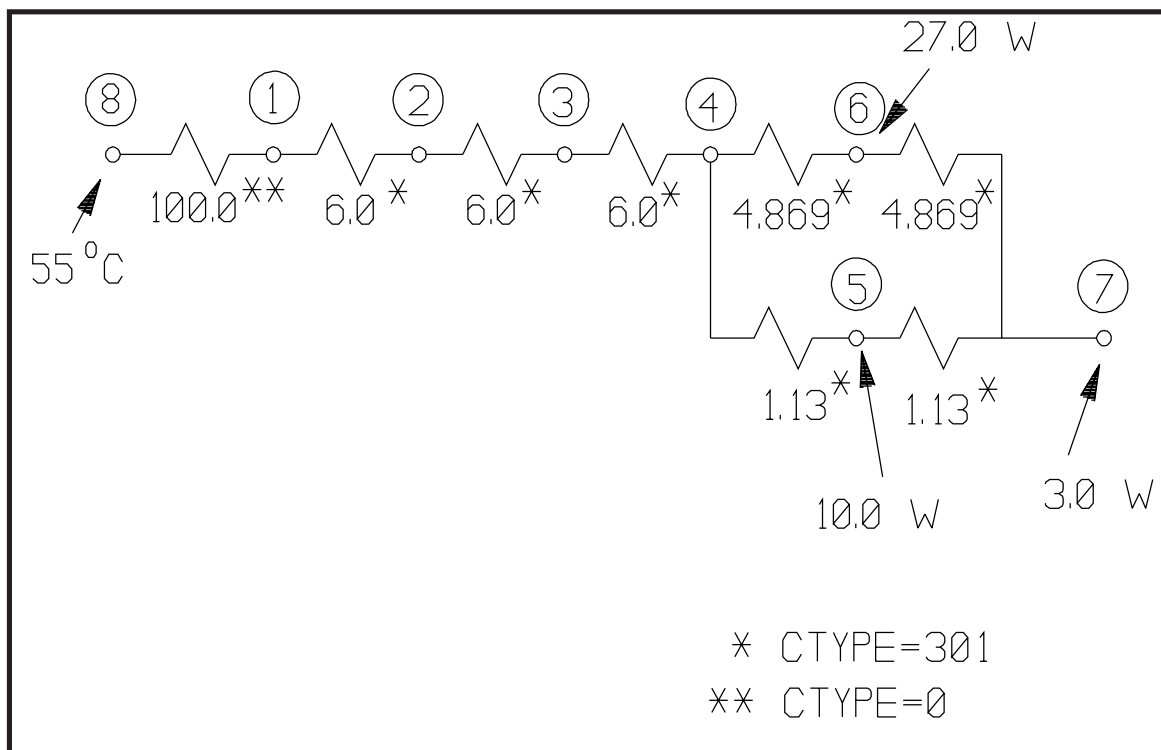 27.0 W
8 1 2 3 4 6
100.0** 6.0* 6.0* 6.0* 4.869* 4.869*
55°C
5 7
1.13* 1.13*
10.0 W
3.0 W
* CTYPE=301
** CTYPE=0